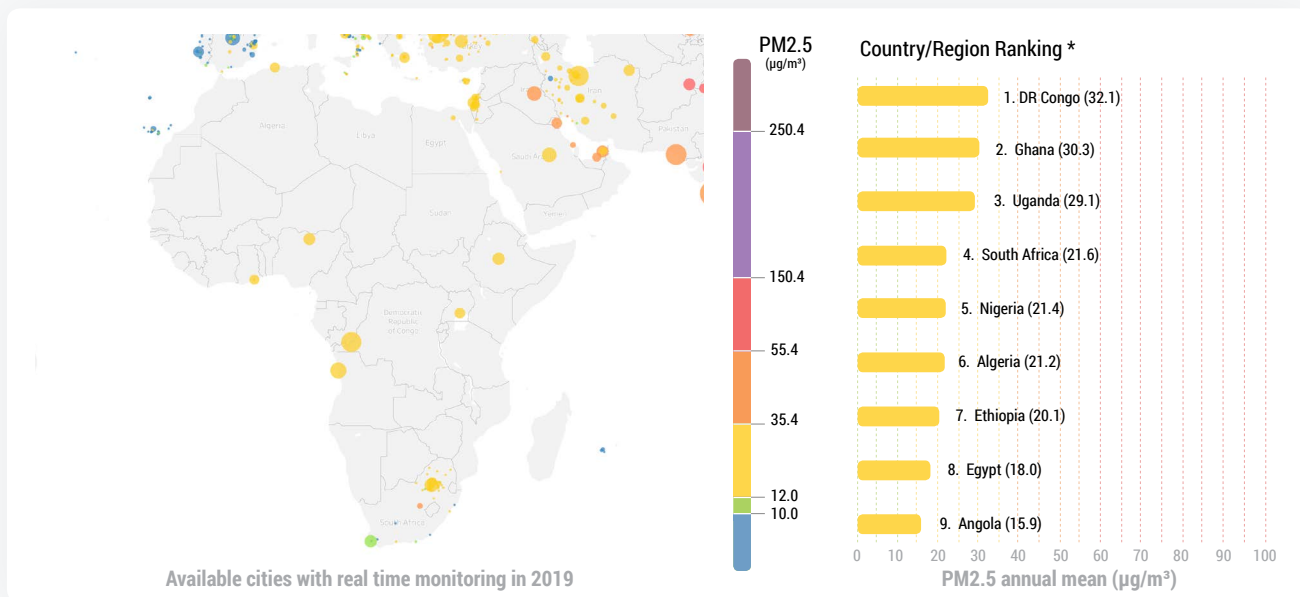 Algeria
Libya
Egypt
Saudi Ar
Iran
Pakistan
Sudan
Yemen
Democratic
Republic
of Congo
South Africa
Available cities with real time monitoring in 2019
PM2.5
(µg/m³)
250.4
150.4
55.4
35.4
12.0
10.0
Country/Region Ranking *
1. DR Congo (32.1)
2. Ghana (30.3)
3. Uganda (29.1)
4. South Africa (21.6)
5. Nigeria (21.4)
6. Algeria (21.2)
7. Ethiopia (20.1)
8. Egypt (18.0)
9. Angola (15.9)
0 10 20 30 40 50 60 70 80 90 100
PM2.5 annual mean (µg/m³)